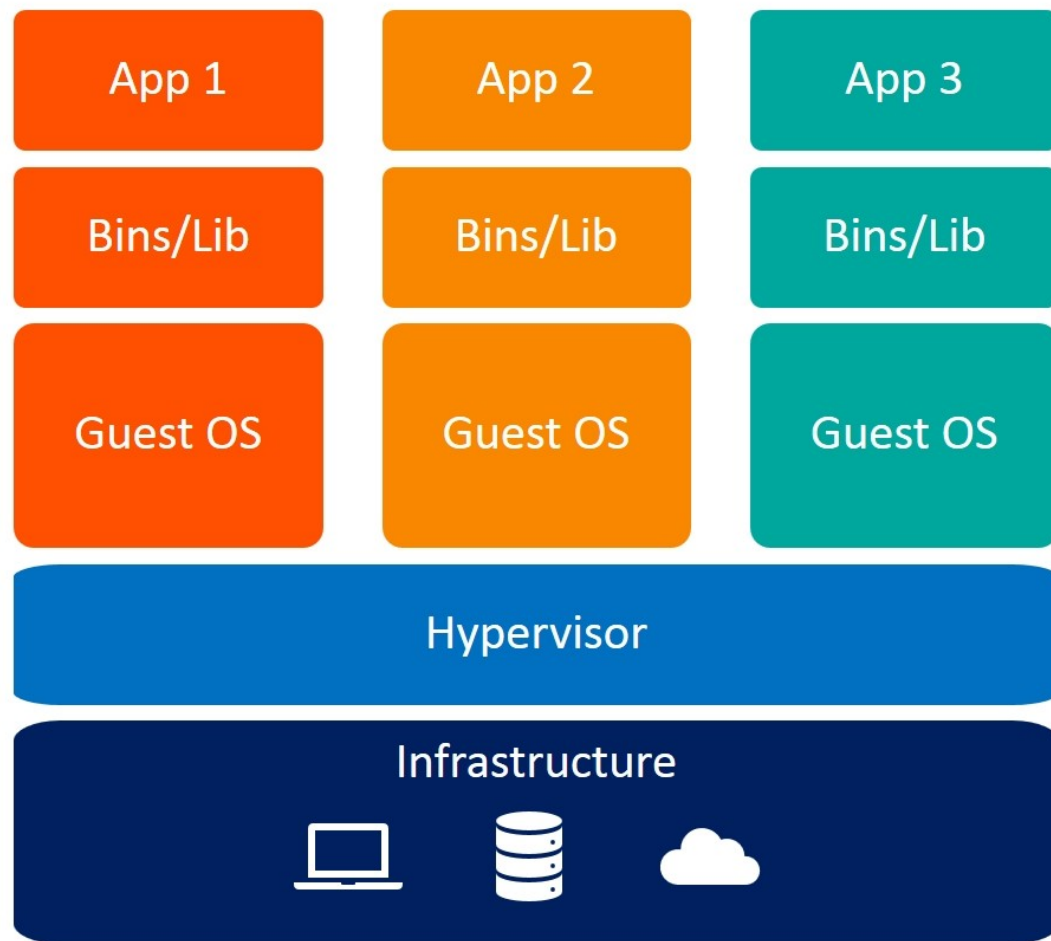 App 1
App 2
App 3
Bins/Lib
Bins/Lib
Bins/Lib
Guest OS
Guest OS
Guest OS
Hypervisor
Infrastructure